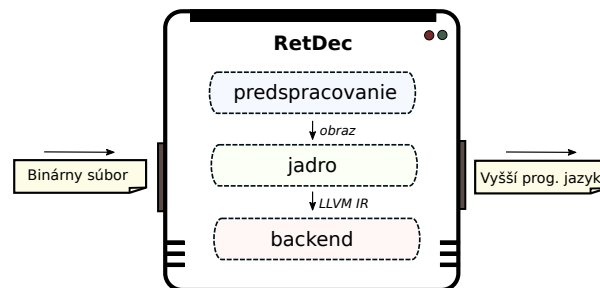 RetDec
predspracovanie
obraz
Binárny súbor
jadro
Vyšší prog. jazyk
LLVM IR
backend